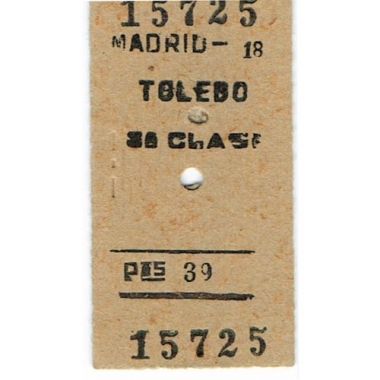 15725
MADRID- 18
TOLEDO
3ª CLASE
PTS 39
15725